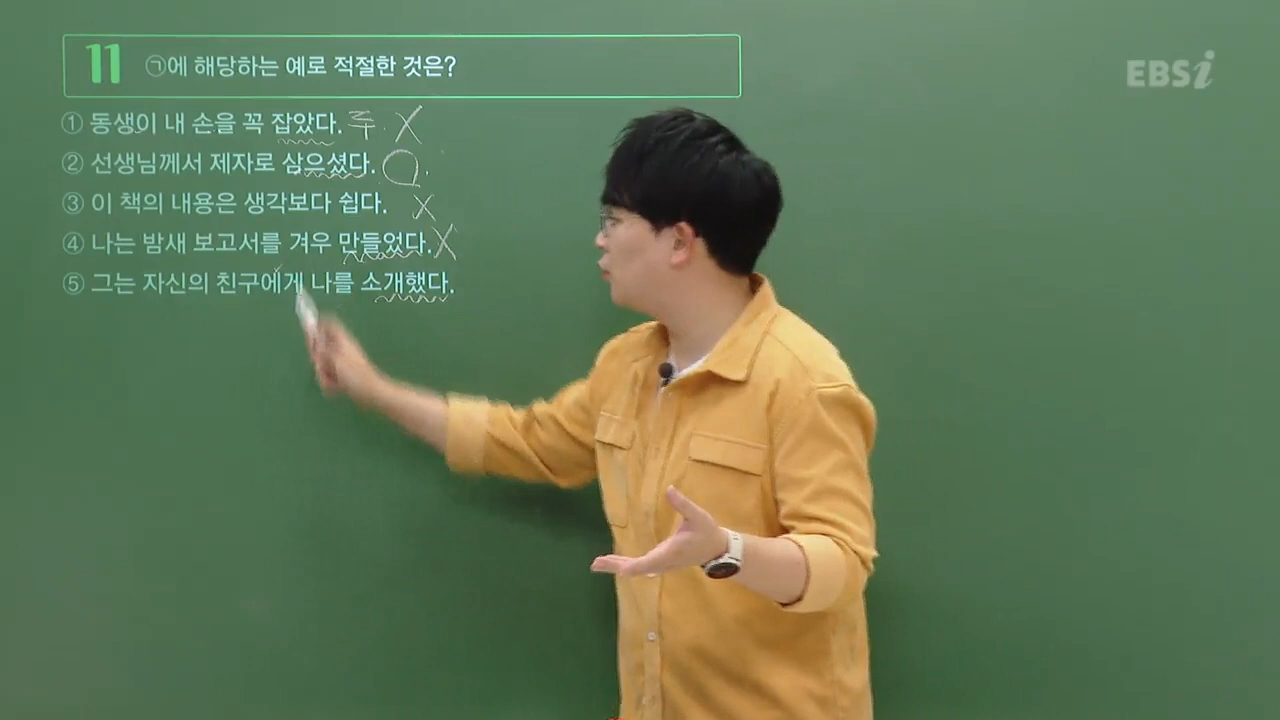 11 ㉠에 해당하는 예로 적절한 것은?
EBSi
① 동생이 내 손을 꼭 잡았다. 주 X
② 선생님께서 제자로 삼으셨다. O
③ 이 책의 내용은 생각보다 쉽다. X
④ 나는 밤새 보고서를 겨우 만들었다. X
⑤ 그는 자신의 친구에게 나를 소개했다.